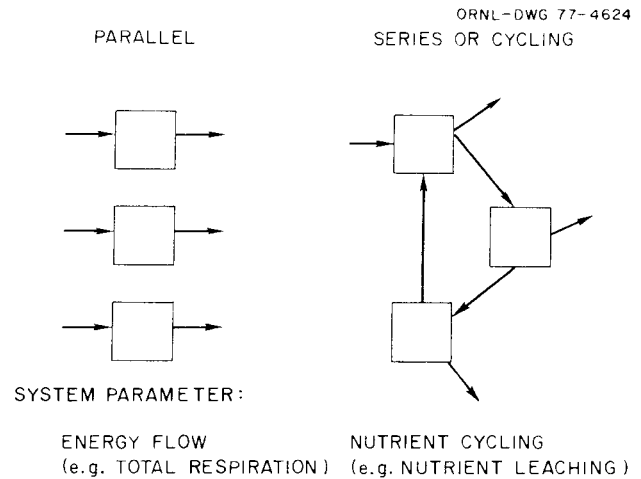 ORNL-DWG 77-4624
PARALLEL
SERIES OR CYCLING
SYSTEM PARAMETER:
ENERGY FLOW
(e.g. TOTAL RESPIRATION)
NUTRIENT CYCLING
(e.g. NUTRIENT LEACHING)